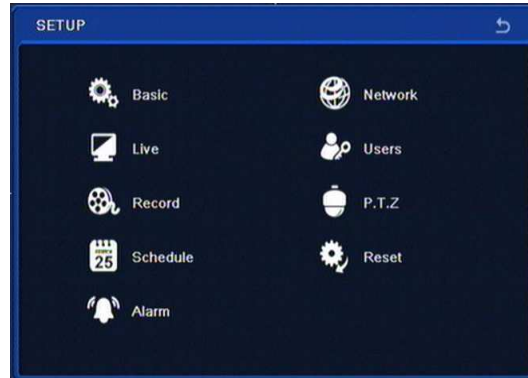 SETUP
Basic
Network
Live
Users
Record
P.T.Z
25
Schedule
Reset
Alarm